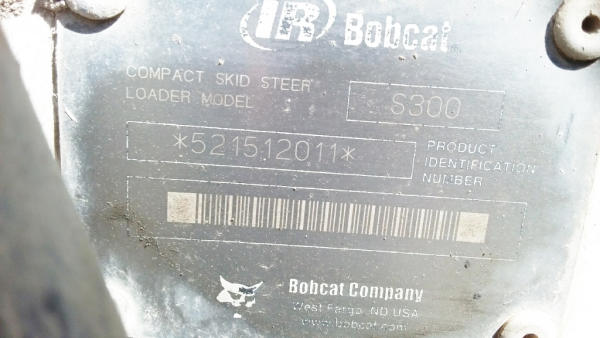 IR Bobcat
COMPACT SKID STEER
LOADER MODEL
S300
*521512011*
PRODUCT
IDENTIFICATION
NUMBER
Bobcat Company
West Fargo, ND USA
www.bobcat.com